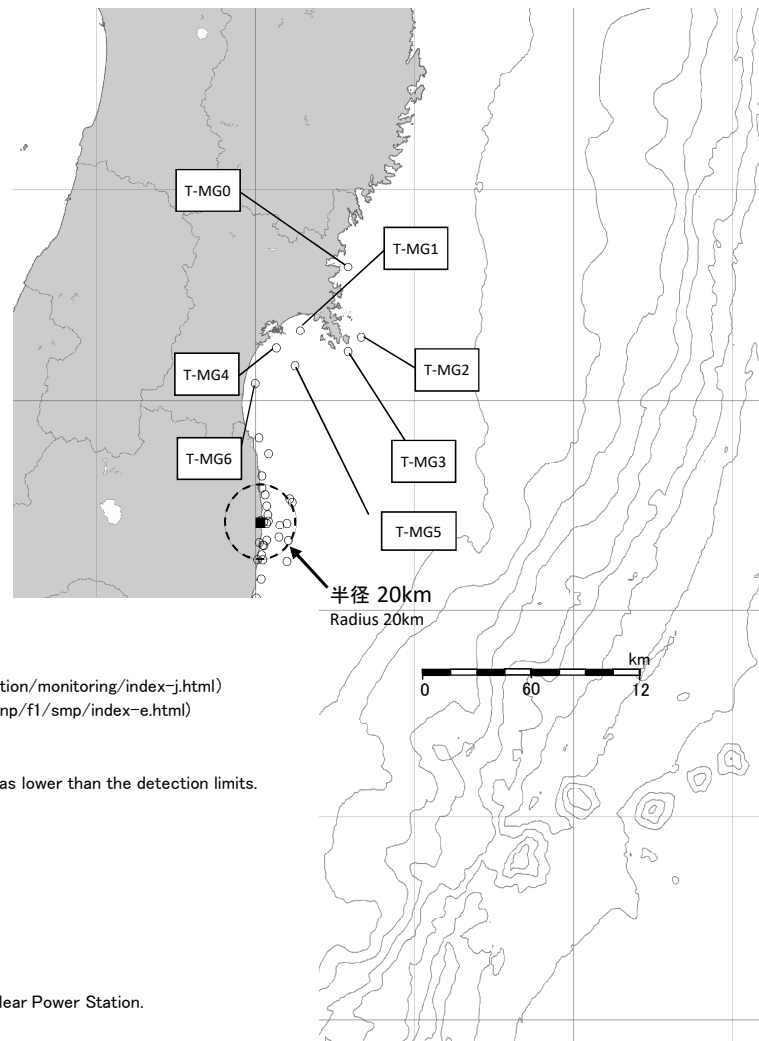 T-MG0
T-MG1
T-MG4
T-MG2
T-MG6
T-MG3
T-MG5
半径 20km
Radius 20km
km
0 60 12
tion/monitoring/index-j.html）
np/f1/smp/index-e.html）
as lower than the detection limits.
lear Power Station.